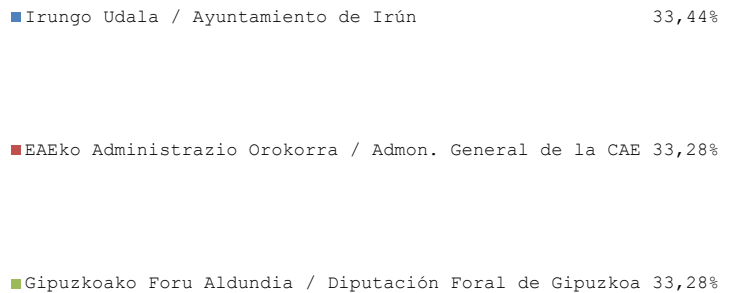 Irungo Udala / Ayuntamiento de Irún 33,44%
EAEko Administrazio Orokorra / Admon. General de la CAE 33,28%
Gipuzkoako Foru Aldundia / Diputación Foral de Gipuzkoa 33,28%